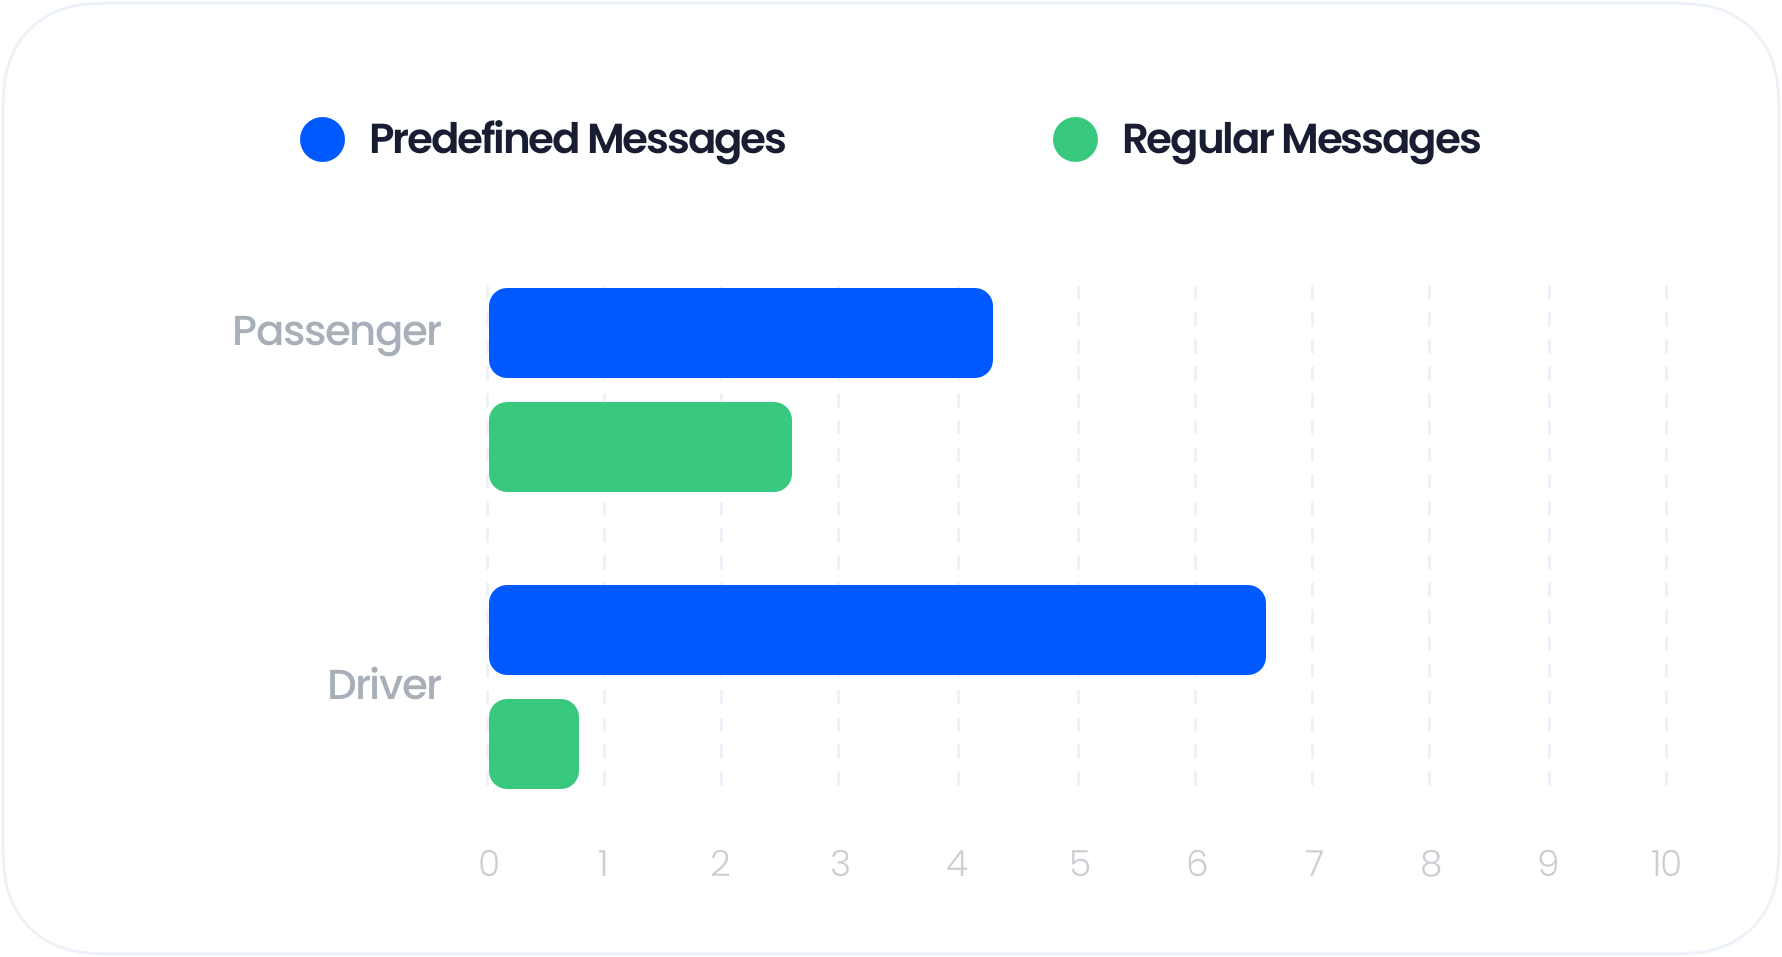 Predefined Messages
Regular Messages
Passenger
Driver
0 1 2 3 4 5 6 7 8 9 10